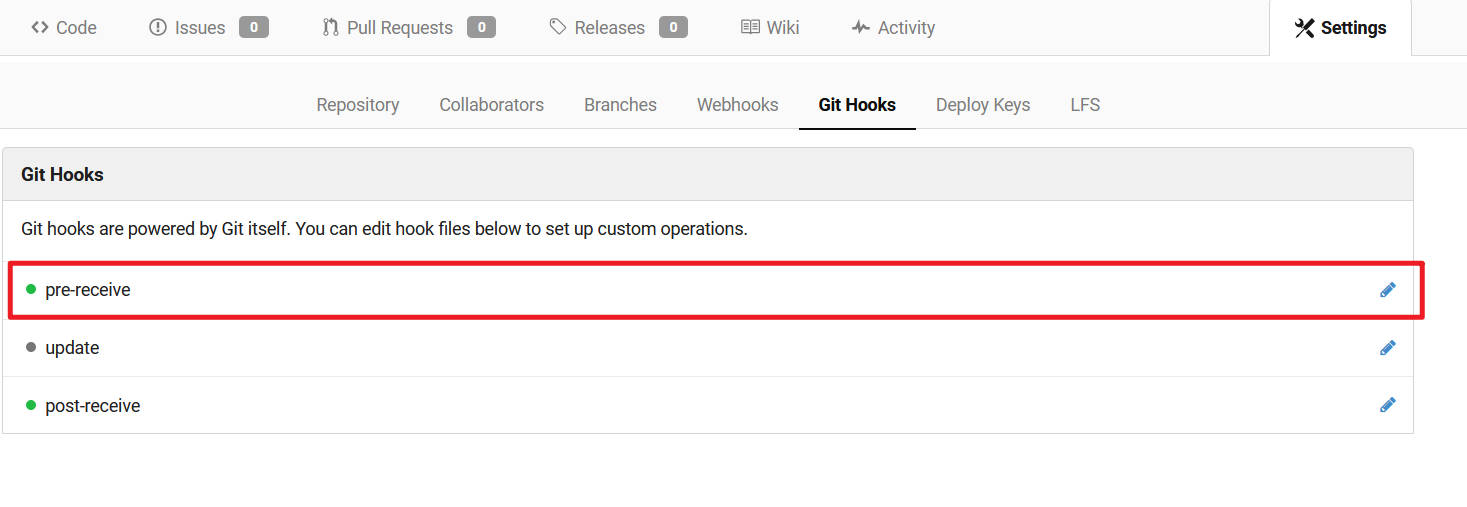 Code Issues 0 Pull Requests 0 Releases 0 Wiki Activity Settings
Repository Collaborators Branches Webhooks Git Hooks Deploy Keys LFS
Git Hooks
Git hooks are powered by Git itself. You can edit hook files below to set up custom operations.
pre-receive
update
post-receive